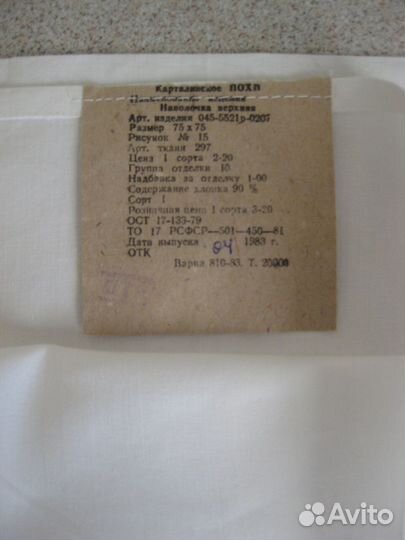 Карталинское ПОХП
Наволочка верхняя
Арт. изделия 045-5521р-0207
Размер 75 х 75
Рисунок № 15
Арт. ткани 297
Цена 1 сорта 2-20
Группа отделки 10
Надбавка за отделку 1-00
Содержание хлопка 90 %
Сорт 1
Розничная цена 1 сорта 3-20
ОСТ 17-133-79
ТО 17 РСФСР—501—450—81
Дата выпуска 04 1983 г.
ОТК
Варна 810-83. Т. 20000
Avito